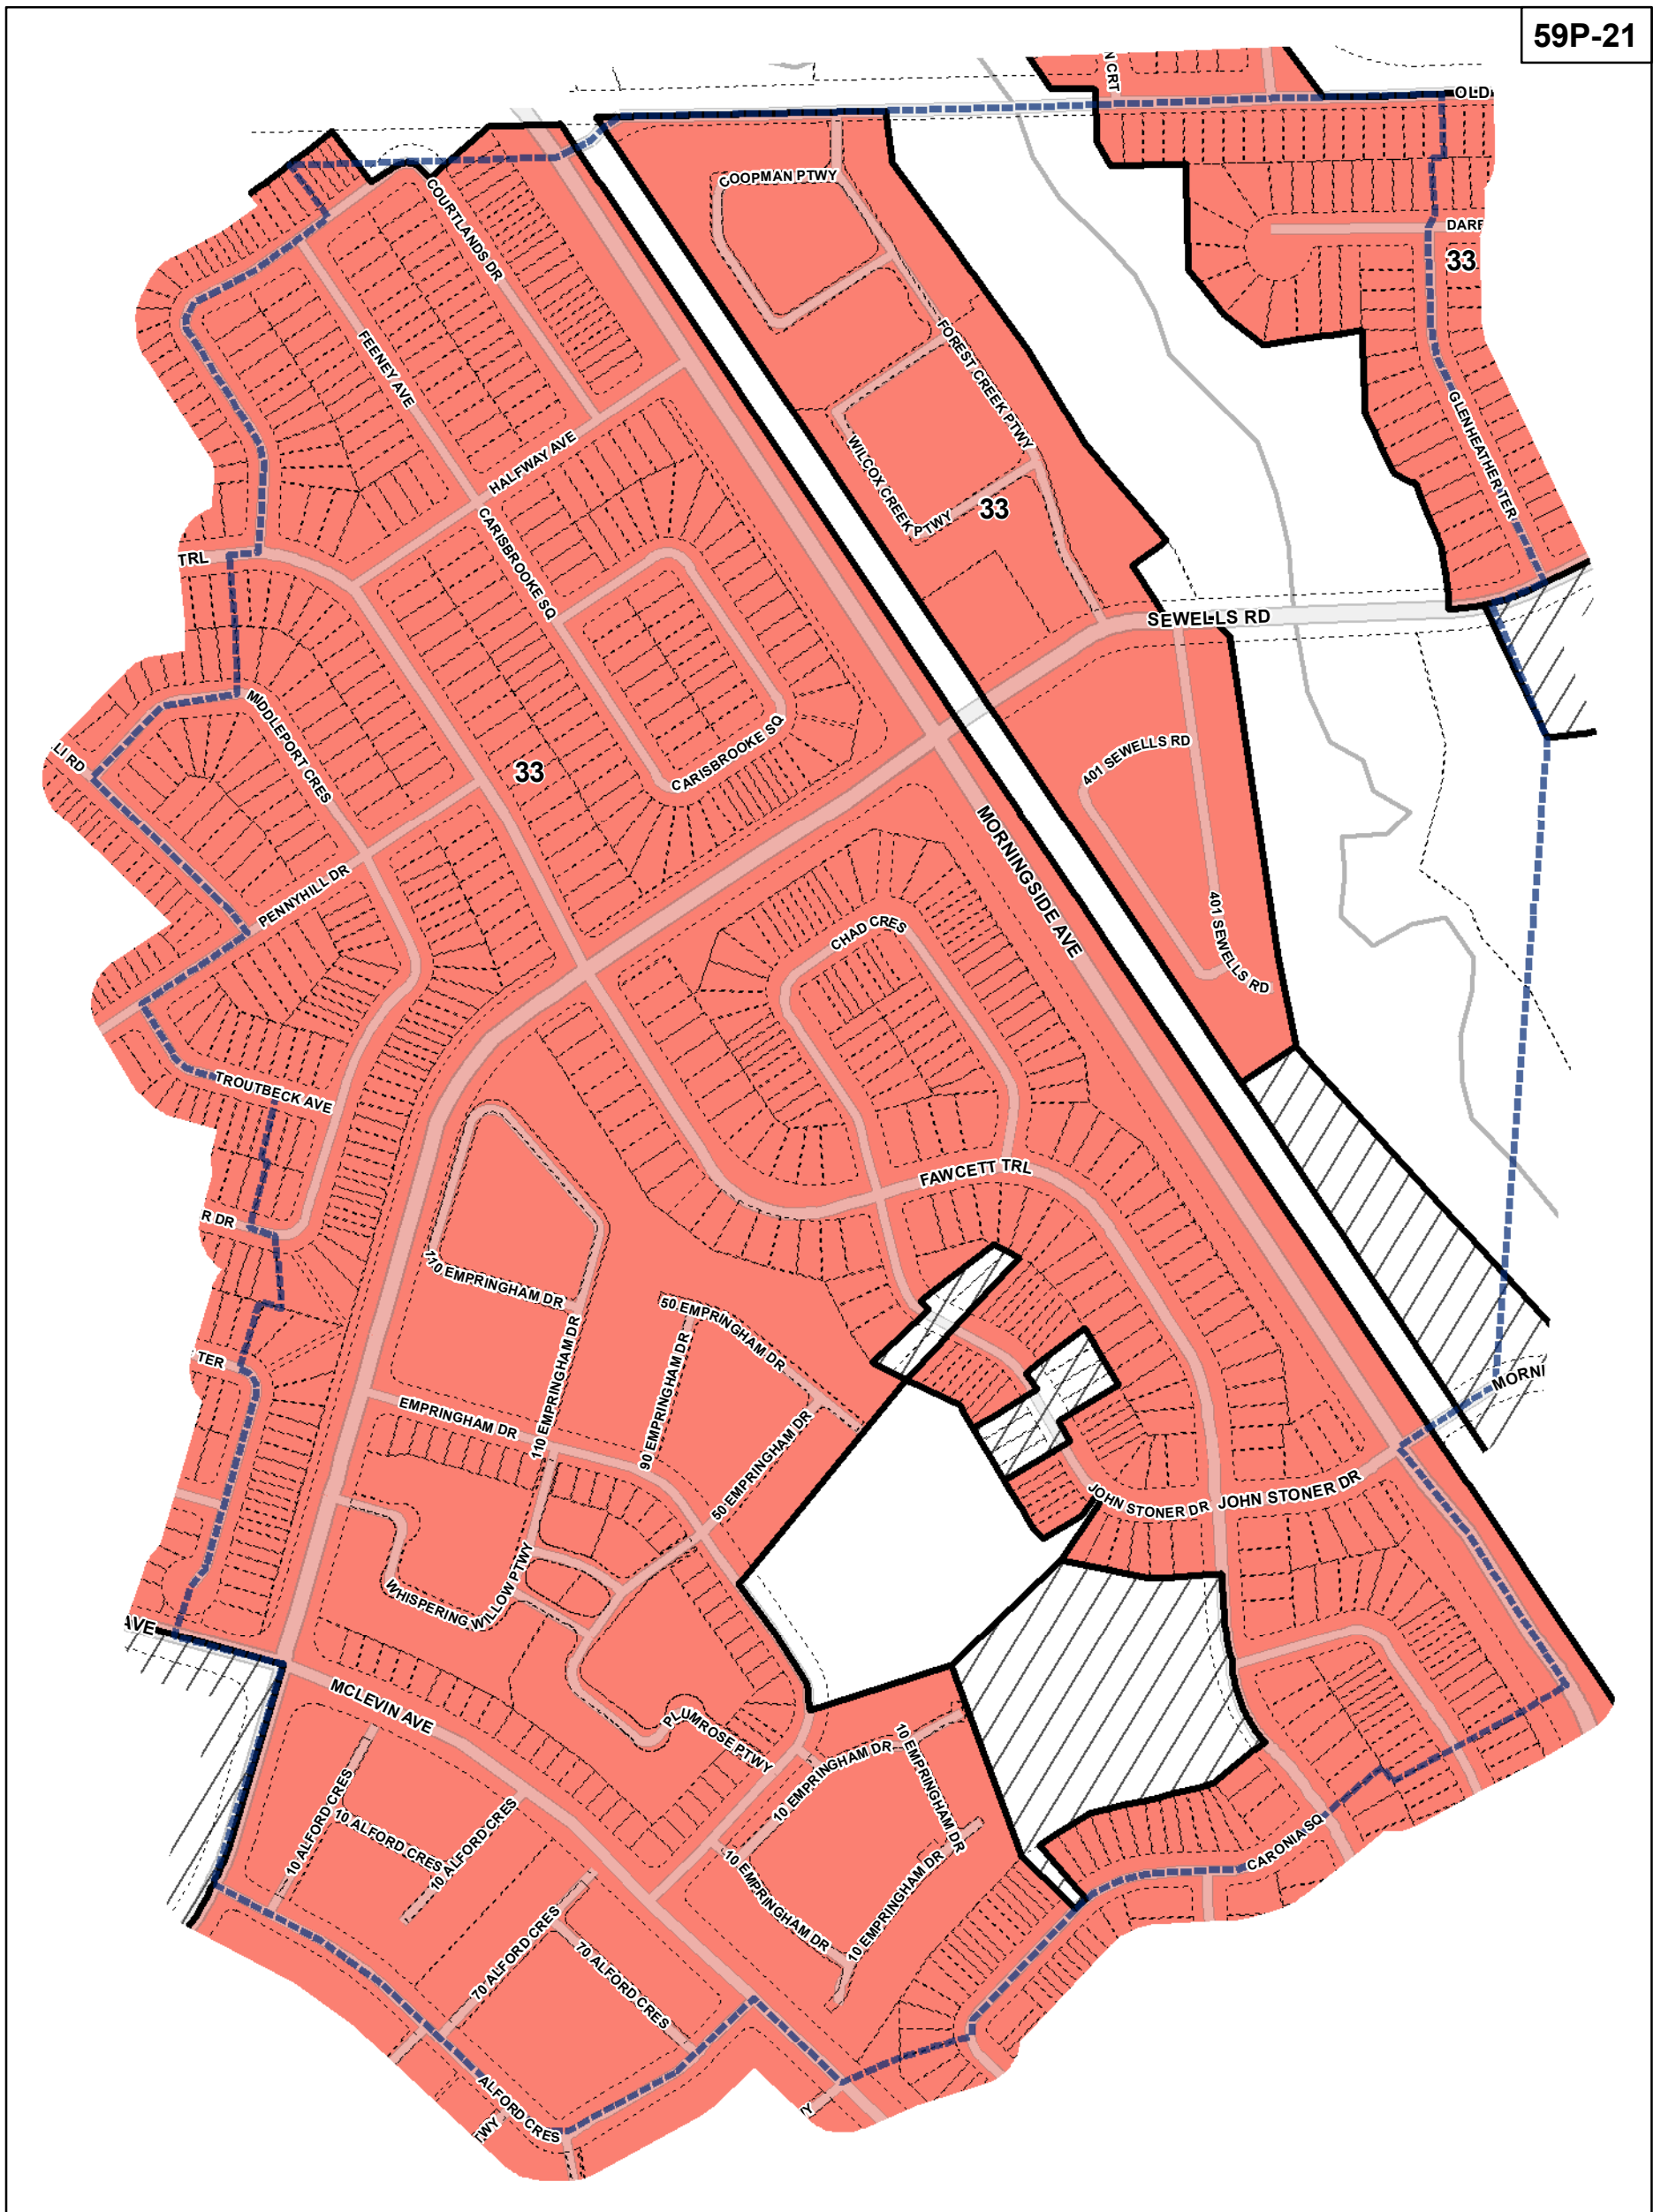 59P-21
N CRT
OLD
COOPMAN PTWY
COURTLANDS DR
DARE
33
FEENEY AVE
FOREST CREEK PTWY
GLENHEATHER TER
HALFWAY AVE
WILCOX CREEK PTWY
33
CARISBROOKE SQ
TRL
SEWELLS RD
MIDDLEPORT CRES
LI RD
401 SEWELLS RD
33
CARISBROOKE SQ
MORNINGSIDE AVE
PENNYHILL DR
CHAD CRES
401 SEWELLS RD
TROUTBECK AVE
FAWCETT TRL
R DR
170 EMPRINGHAM DR
50 EMPRINGHAM DR
110 EMPRINGHAM DR
90 EMPRINGHAM DR
TER
MORNI
EMPRINGHAM DR
50 EMPRINGHAM DR
JOHN STONER DR
JOHN STONER DR
WHISPERING WILLOW PTWY
AVE
MCLEVIN AVE
PLUMROSE PTWY
10 EMPRINGHAM DR
10 EMPRINGHAM DR
10 ALFORD CRES
10 ALFORD CRES
10 ALFORD CRES
CARONIA SQ
10 EMPRINGHAM DR
10 EMPRINGHAM DR
70 ALFORD CRES
70 ALFORD CRES
ALFORD CRES
TWY
Y